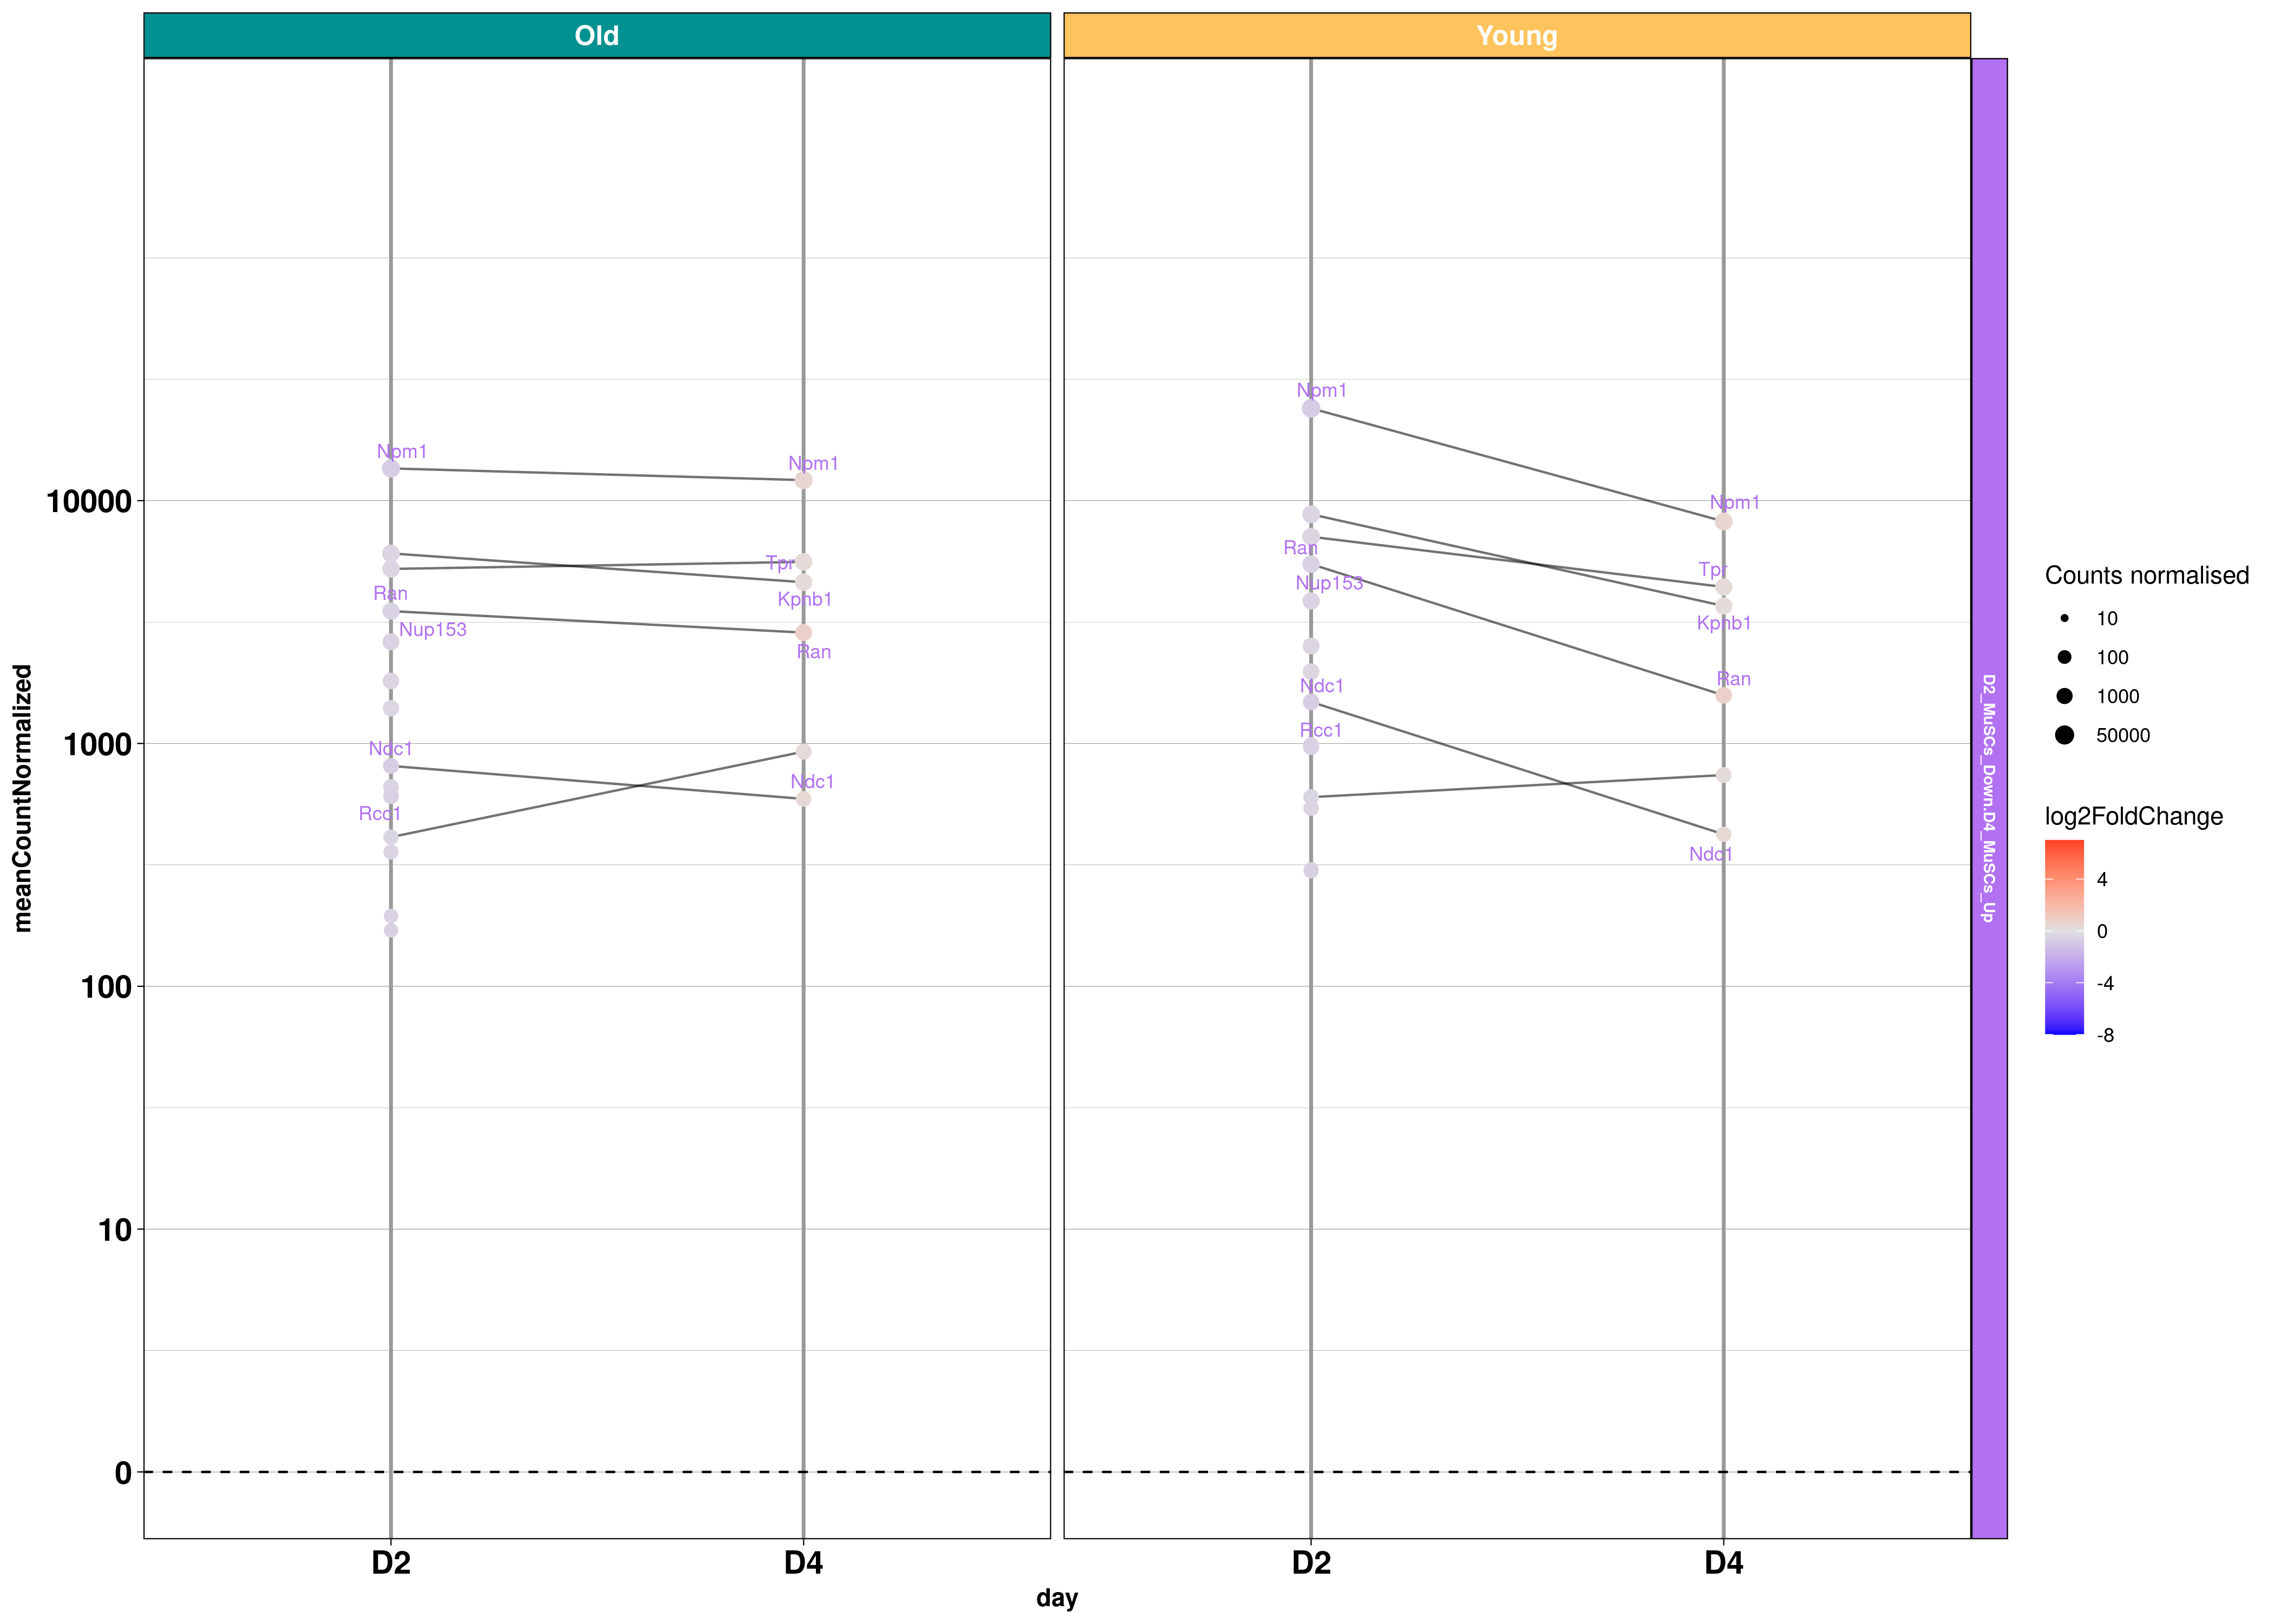 Old
Young
Npm1
Npm1
Tpr
Ran
Kpnb1
Nup153
Ran
Ndc1
Ndc1
Rcc1
Npm1
Npm1
Ran
Tpr
Nup153
Kpnb1
Ndc1
Ran
Rcc1
Ndc1
10000
1000
100
10
0
meanCountNormalized
D2
D4
D2
D4
day
D2_MuSCs_Down.D4_MuSCs_Up
Counts normalised
10
100
1000
50000
log2FoldChange
4
0
-4
-8